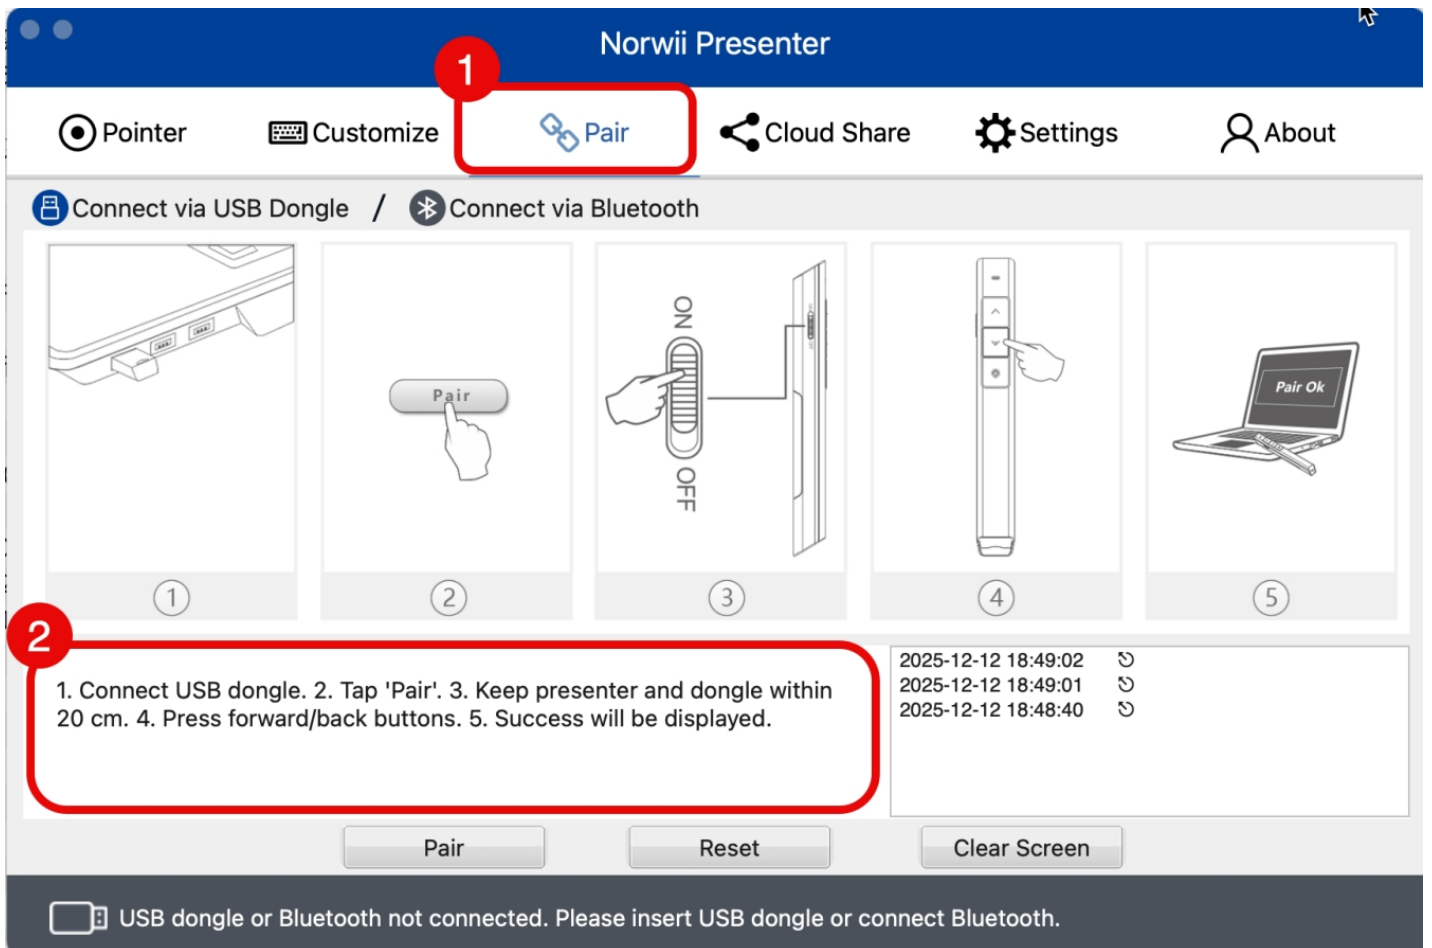 Norwii Presenter
1
Pointer
Customize
Pair
Cloud Share
Settings
About
Connect via USB Dongle / Connect via Bluetooth
Pair
ON
OFF
Pair Ok
1
2
3
4
5
2
1. Connect USB dongle. 2. Tap 'Pair'. 3. Keep presenter and dongle within
20 cm. 4. Press forward/back buttons. 5. Success will be displayed.
2025-12-12 18:49:02
2025-12-12 18:49:01
2025-12-12 18:48:40
Pair
Reset
Clear Screen
USB dongle or Bluetooth not connected. Please insert USB dongle or connect Bluetooth.